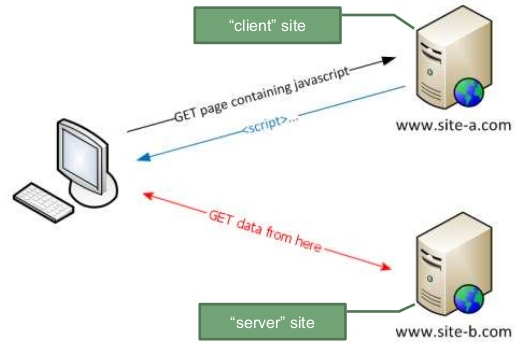 “client” site
GET page containing javascript
<script>...
www.site-a.com
GET data from here
“server” site
www.site-b.com